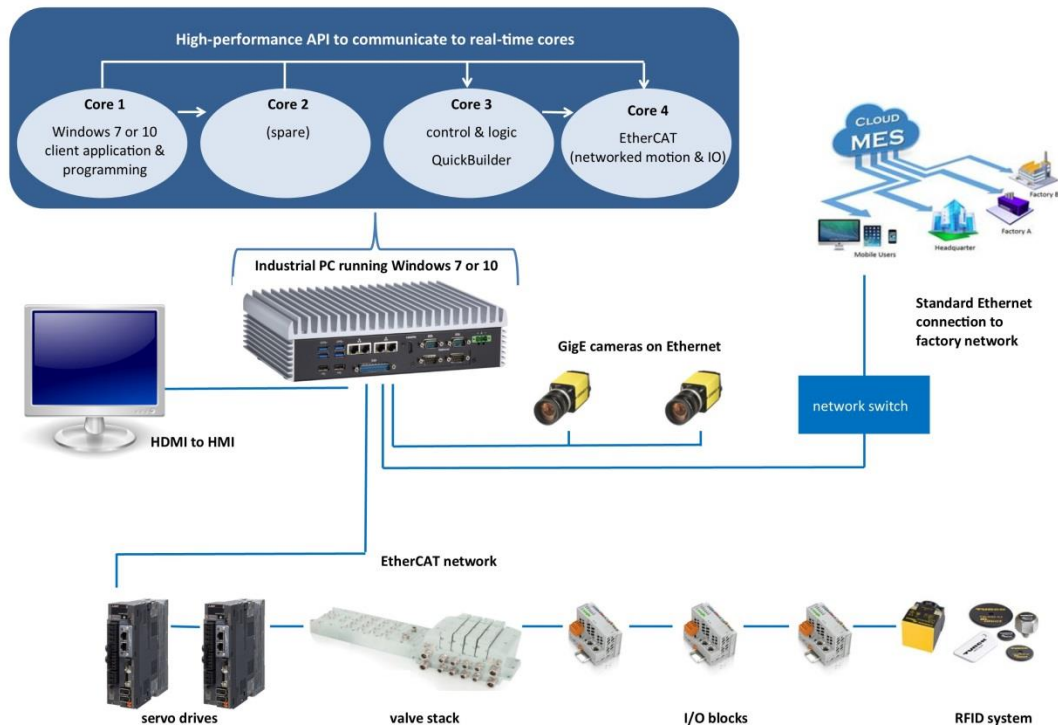 High-performance API to communicate to real-time cores
Core 1
Windows 7 or 10
client application &
programming
Core 2
(spare)
Core 3
control & logic
QuickBuilder
Core 4
EtherCAT
(networked motion & IO)
CLOUD
MES
Factory B
Factory A
Headquarter
Mobile Users
Industrial PC running Windows 7 or 10
Standard Ethernet
connection to
factory network
GigE cameras on Ethernet
network switch
HDMI to HMI
EtherCAT network
servo drives
valve stack
I/O blocks
RFID system